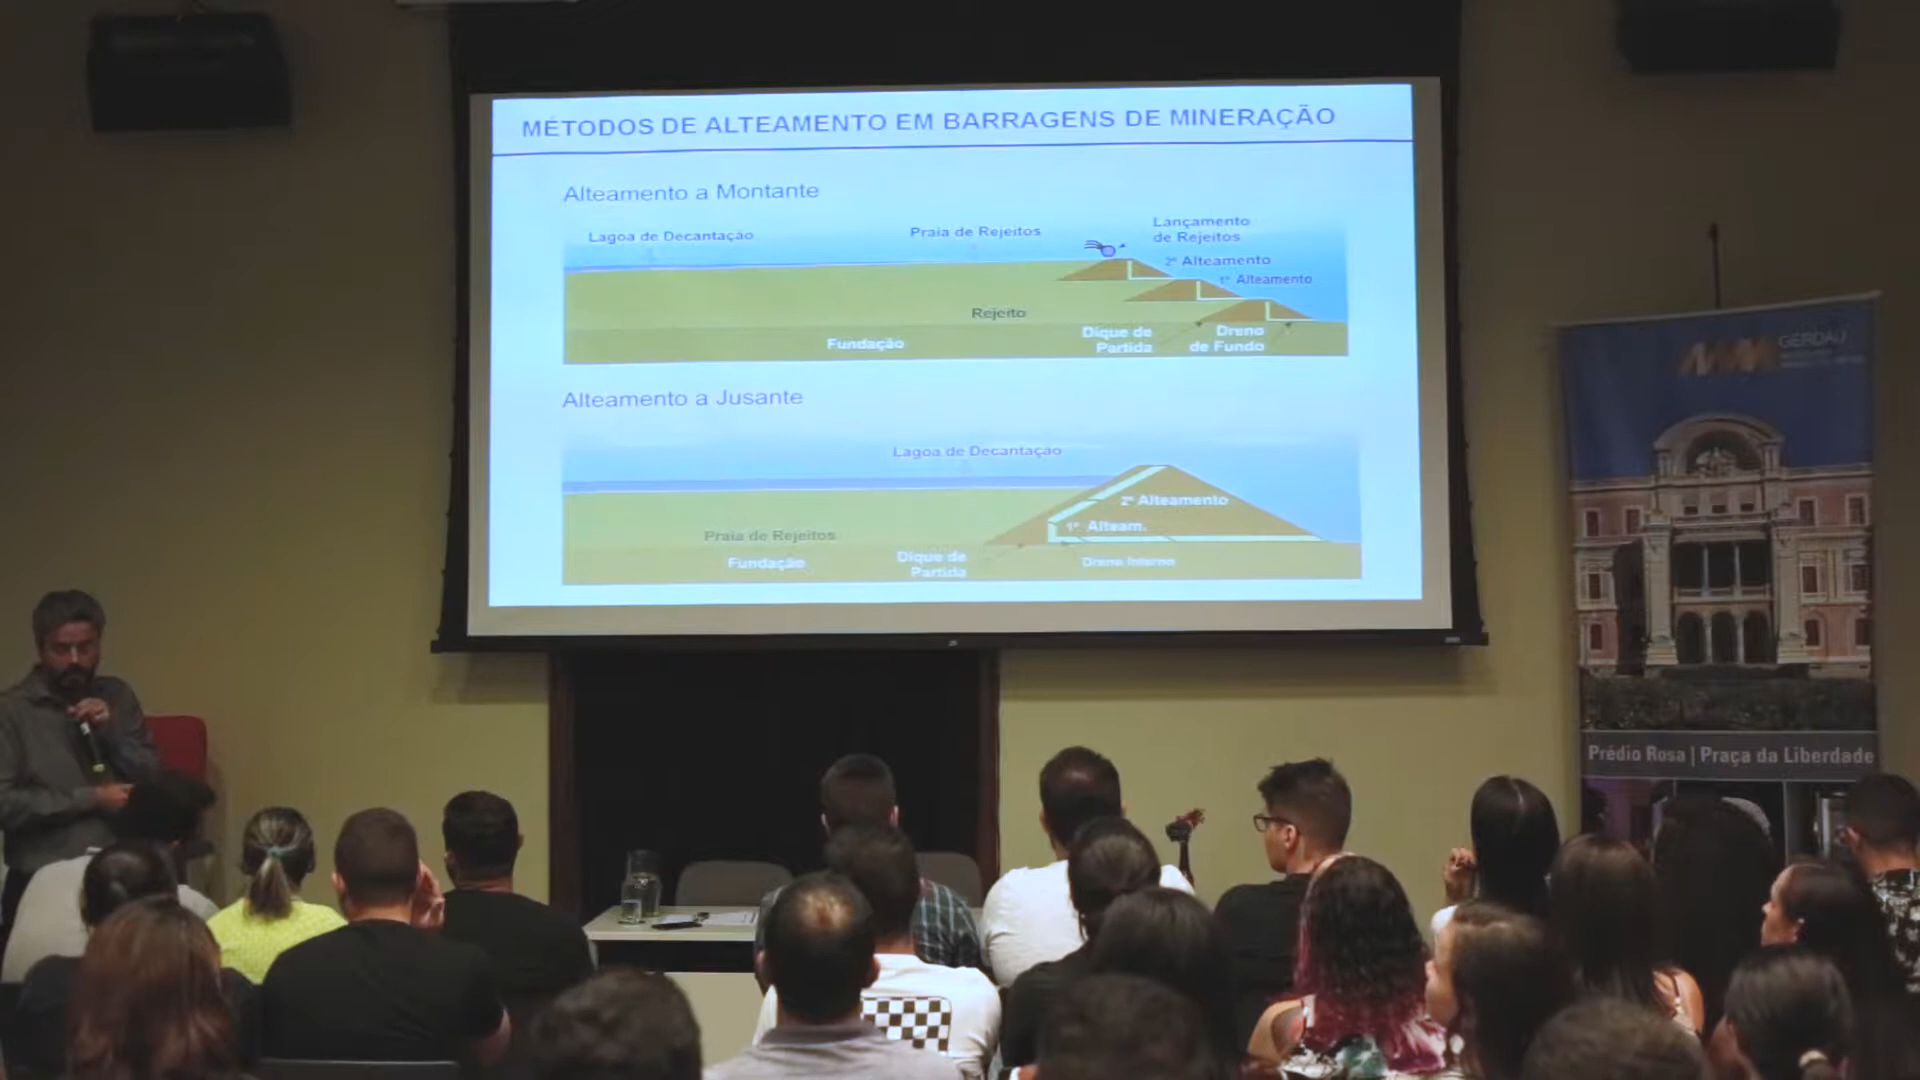 MÉTODOS DE ALTEAMENTO EM BARRAGENS DE MINERAÇÃO
Alteamento a Montante
Lagoa de Decantação
Praia de Rejeitos
Lançamento
de Rejeitos
2º Alteamento
1º Alteamento
Rejeito
Fundação
Dique de
Partida
Dreno
de Fundo
Alteamento a Jusante
Lagoa de Decantação
2º Alteamento
1º Alteam.
Praia de Rejeitos
Fundação
Dique de
Partida
Dreno Interno
GERDAU
Prédio Rosa | Praça da Liberdade